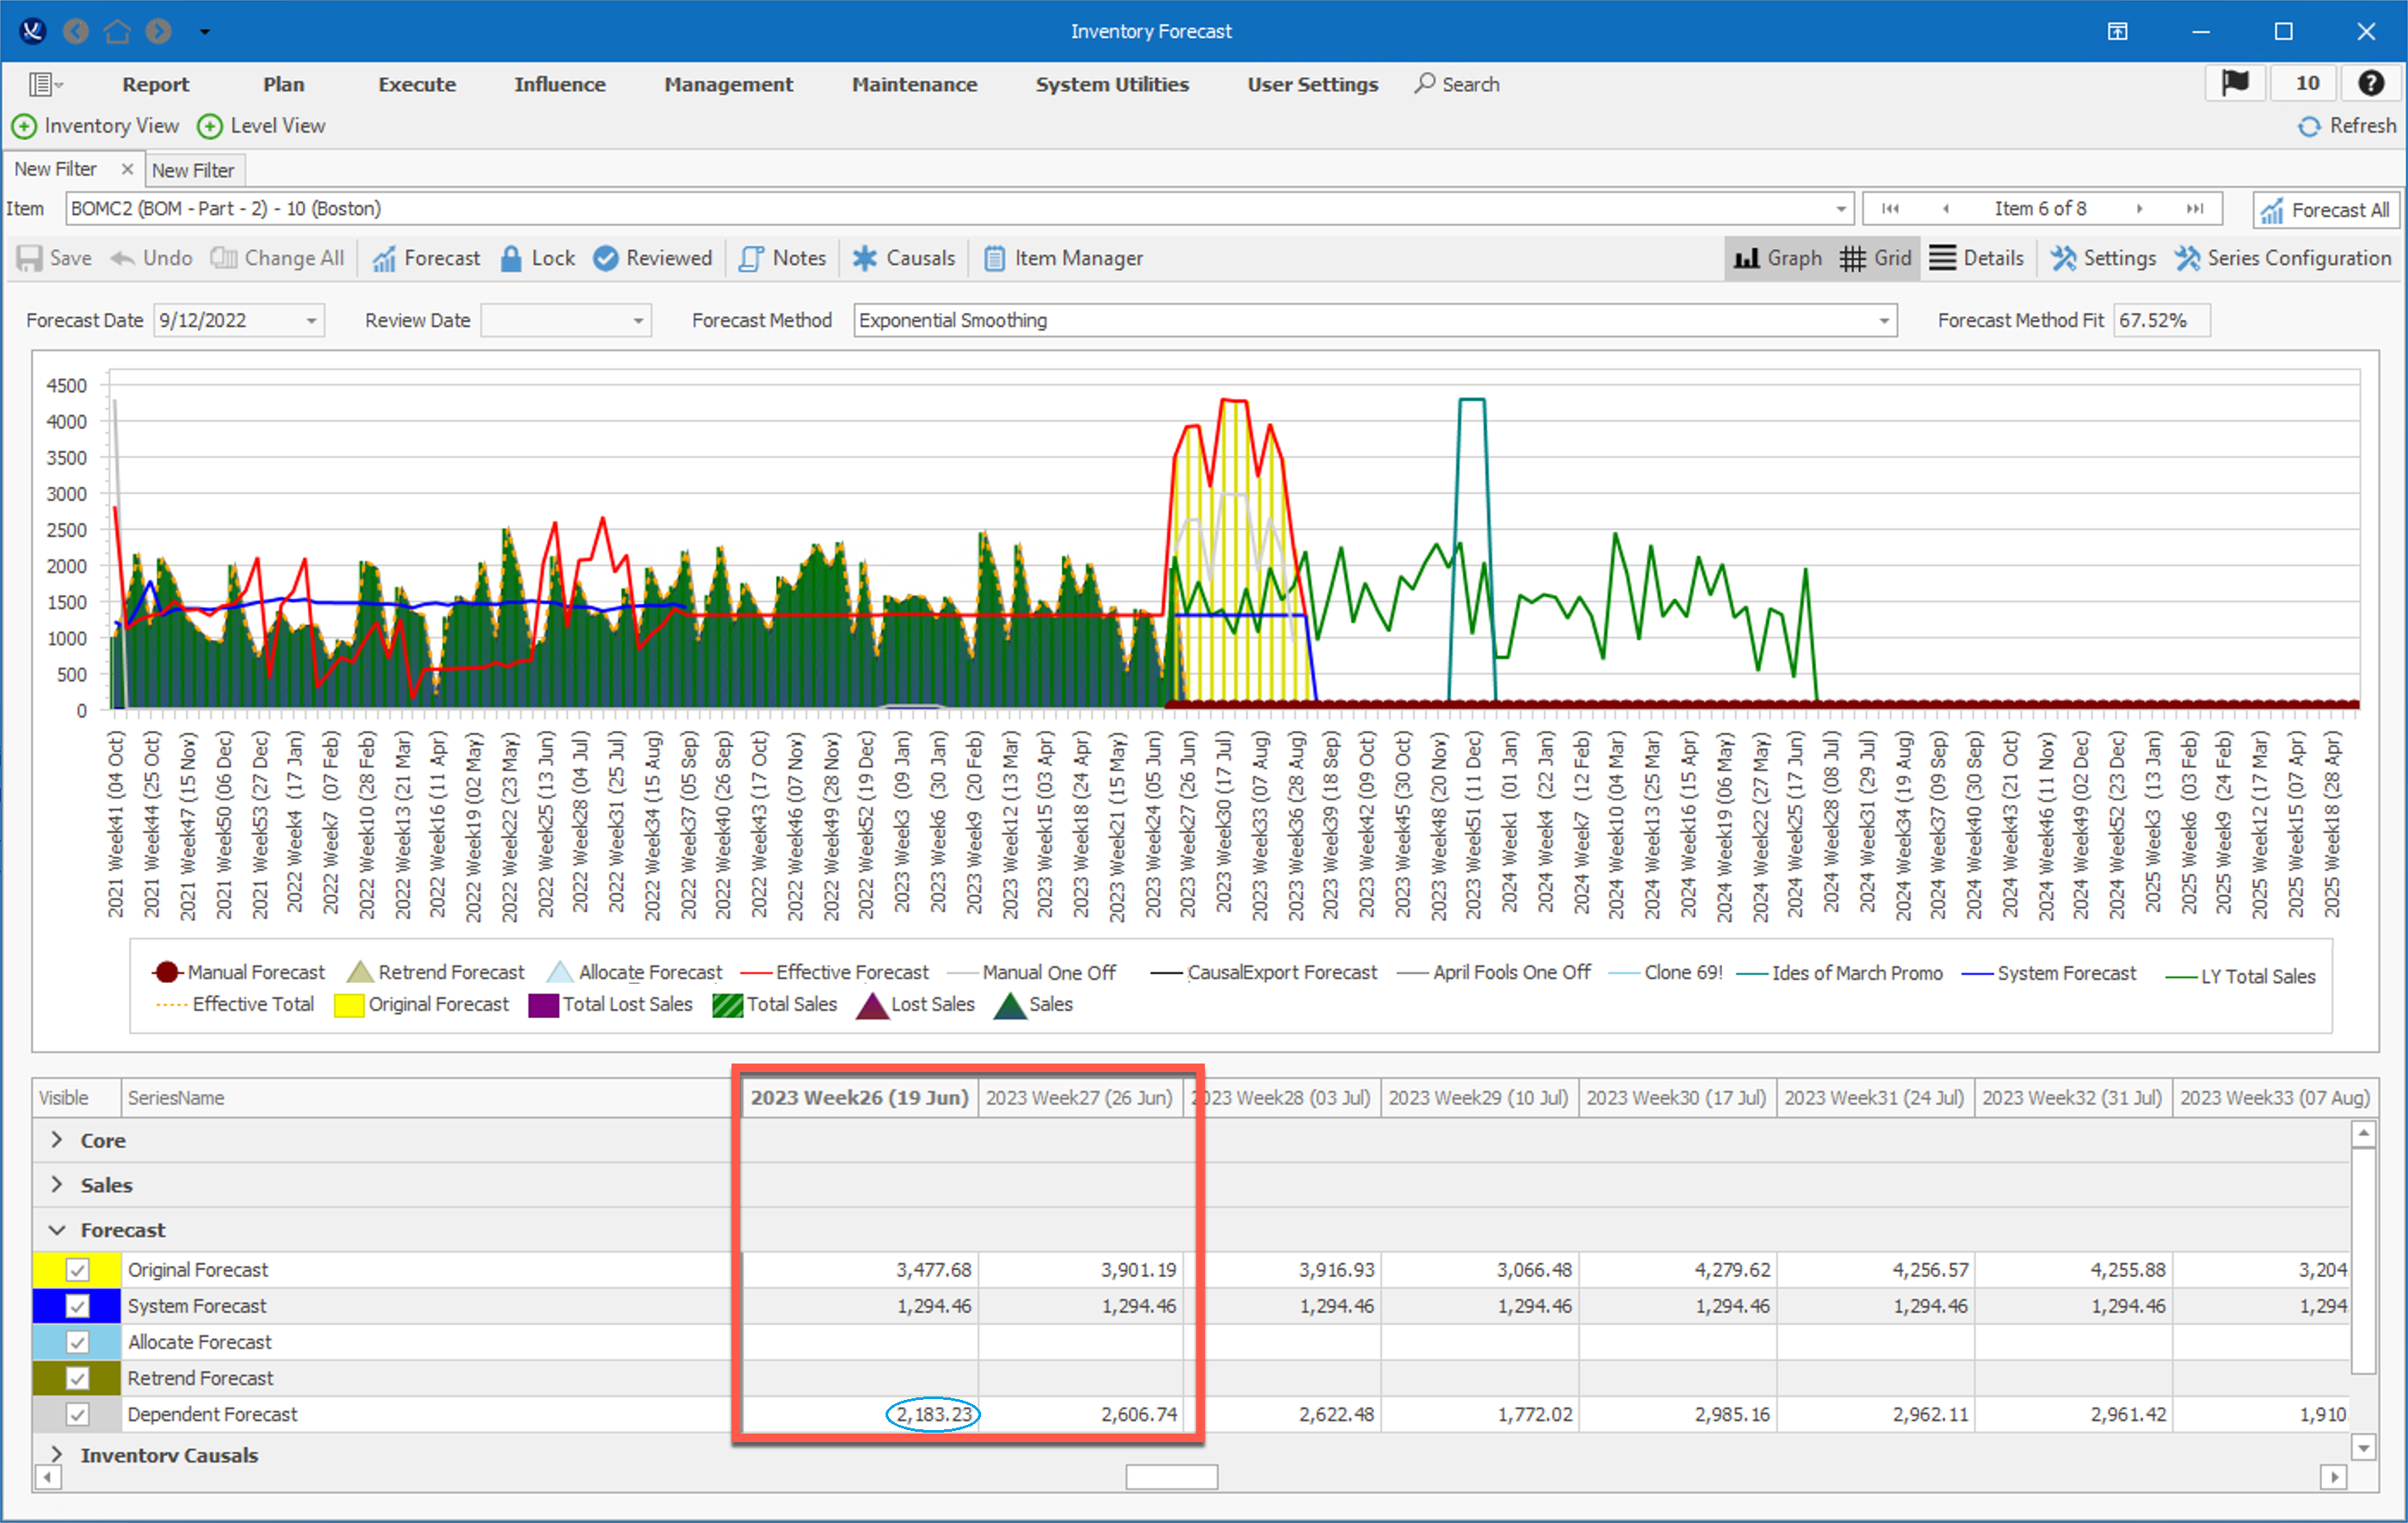 Inventory Forecast
Report Plan Execute Influence Management Maintenance System Utilities User Settings Search 10 ?
Inventory View Level View Refresh
New Filter New Filter
Item BOMC2 (BOM - Part - 2) - 10 (Boston) Item 6 of 8 Forecast All
Save Undo Change All Forecast Lock Reviewed Notes Causals Item Manager Graph Grid Details Settings Series Configuration
Forecast Date 9/12/2022 Review Date Forecast Method Exponential Smoothing Forecast Method Fit 67.52%
4500
4000
3500
3000
2500
2000
1500
1000
500
0
2021 Week41 (04 Oct)
2021 Week44 (25 Oct)
2021 Week47 (15 Nov)
2021 Week50 (06 Dec)
2021 Week53 (27 Dec)
2022 Week4 (17 Jan)
2022 Week7 (07 Feb)
2022 Week10 (28 Feb)
2022 Week13 (21 Mar)
2022 Week16 (11 Apr)
2022 Week19 (02 May)
2022 Week22 (23 May)
2022 Week25 (13 Jun)
2022 Week28 (04 Jul)
2022 Week31 (25 Jul)
2022 Week34 (15 Aug)
2022 Week37 (05 Sep)
2022 Week40 (26 Sep)
2022 Week43 (17 Oct)
2022 Week46 (07 Nov)
2022 Week49 (28 Nov)
2022 Week52 (19 Dec)
2023 Week3 (09 Jan)
2023 Week6 (30 Jan)
2023 Week9 (20 Feb)
2023 Week12 (13 Mar)
2023 Week15 (03 Apr)
2023 Week18 (24 Apr)
2023 Week21 (15 May)
2023 Week24 (05 Jun)
2023 Week27 (26 Jun)
2023 Week30 (17 Jul)
2023 Week33 (07 Aug)
2023 Week36 (28 Aug)
2023 Week39 (18 Sep)
2023 Week42 (09 Oct)
2023 Week45 (30 Oct)
2023 Week48 (20 Nov)
2023 Week51 (11 Dec)
2024 Week1 (01 Jan)
2024 Week4 (22 Jan)
2024 Week7 (12 Feb)
2024 Week10 (04 Mar)
2024 Week13 (25 Mar)
2024 Week16 (15 Apr)
2024 Week19 (06 May)
2024 Week22 (27 May)
2024 Week25 (17 Jun)
2024 Week28 (08 Jul)
2024 Week31 (29 Jul)
2024 Week34 (19 Aug)
2024 Week37 (09 Sep)
2024 Week40 (30 Sep)
2024 Week43 (21 Oct)
2024 Week46 (11 Nov)
2024 Week49 (02 Dec)
2024 Week52 (23 Dec)
2025 Week3 (13 Jan)
2025 Week6 (03 Feb)
2025 Week9 (24 Feb)
2025 Week12 (17 Mar)
2025 Week15 (07 Apr)
2025 Week18 (28 Apr)
Manual Forecast Retrend Forecast Allocate Forecast Effective Forecast Manual One Off CausalExport Forecast April Fools One Off Clone 69! Ides of March Promo System Forecast LY Total Sales
Effective Total Original Forecast Total Lost Sales Total Sales Lost Sales Sales
Visible SeriesName 2023 Week26 (19 Jun) 2023 Week27 (26 Jun) 2023 Week28 (03 Jul) 2023 Week29 (10 Jul) 2023 Week30 (17 Jul) 2023 Week31 (24 Jul) 2023 Week32 (31 Jul) 2023 Week33 (07 Aug)
Core
Sales
Forecast
Original Forecast 3,477.68 3,901.19 3,916.93 3,066.48 4,279.62 4,256.57 4,255.88 3,204.
System Forecast 1,294.46 1,294.46 1,294.46 1,294.46 1,294.46 1,294.46 1,294.46 1,294
Allocate Forecast
Retrend Forecast
Dependent Forecast 2,183.23 2,606.74 2,622.48 1,772.02 2,985.16 2,962.11 2,961.42 1,910.
Inventory Causals